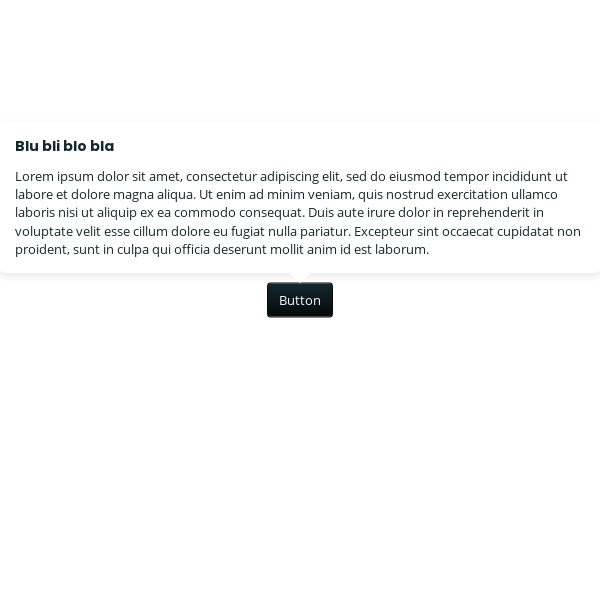 Blu bli blo bla
Lorem ipsum dolor sit amet, consectetur adipiscing elit, sed do eiusmod tempor incididunt ut
labore et dolore magna aliqua. Ut enim ad minim veniam, quis nostrud exercitation ullamco
laboris nisi ut aliquip ex ea commodo consequat. Duis aute irure dolor in reprehenderit in
voluptate velit esse cillum dolore eu fugiat nulla pariatur. Excepteur sint occaecat cupidatat non
proident, sunt in culpa qui officia deserunt mollit anim id est laborum.
Button